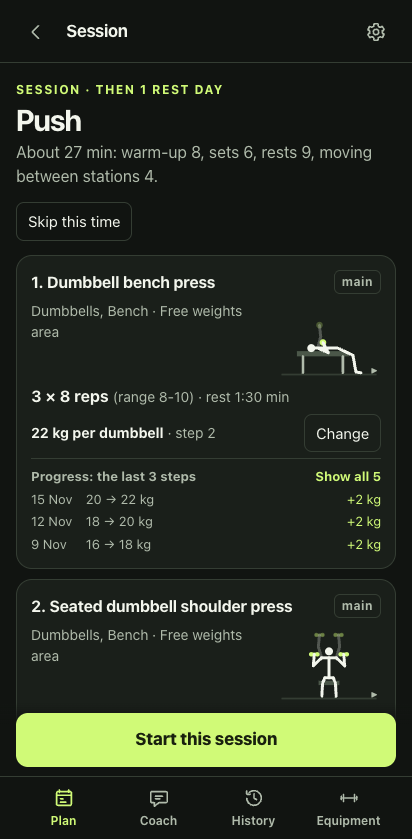 Session
SESSION · THEN 1 REST DAY
Push
About 27 min: warm-up 8, sets 6, rests 9, moving
between stations 4.
Skip this time
1. Dumbbell bench press
main
Dumbbells, Bench · Free weights
area
3 × 8 reps (range 8-10) · rest 1:30 min
22 kg per dumbbell · step 2
Change
Progress: the last 3 steps
Show all 5
15 Nov 20 → 22 kg +2 kg
12 Nov 18 → 20 kg +2 kg
9 Nov 16 → 18 kg +2 kg
2. Seated dumbbell shoulder press
main
Dumbbells, Bench · Free weights
area
Start this session
Plan
Coach
History
Equipment